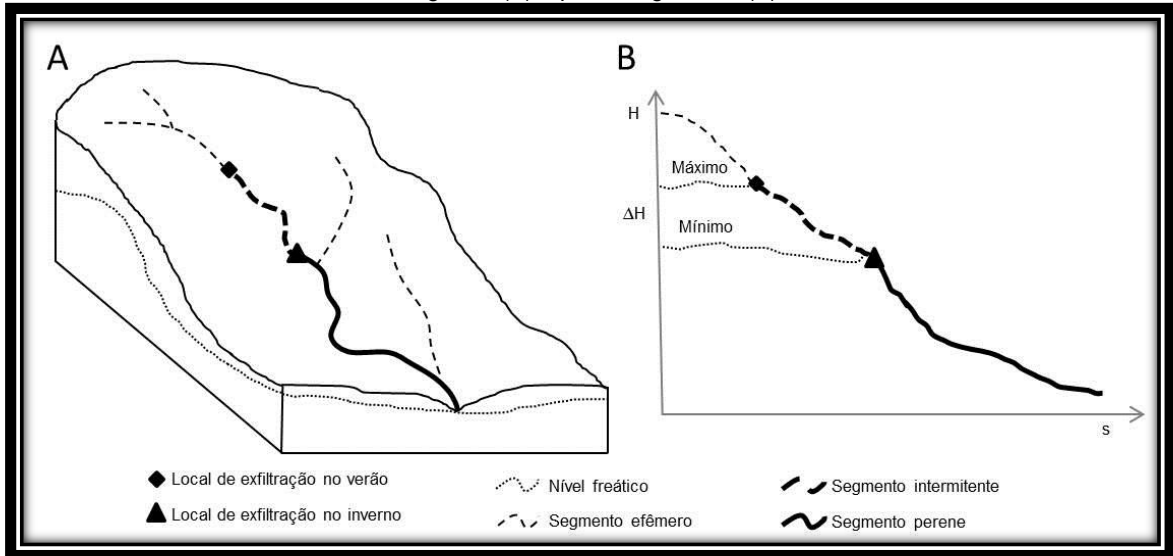 A
B
H
Máximo
ΔH
Mínimo
s
Local de exfiltração no verão
Nível freático
Segmento intermitente
Local de exfiltração no inverno
Segmento efêmero
Segmento perene